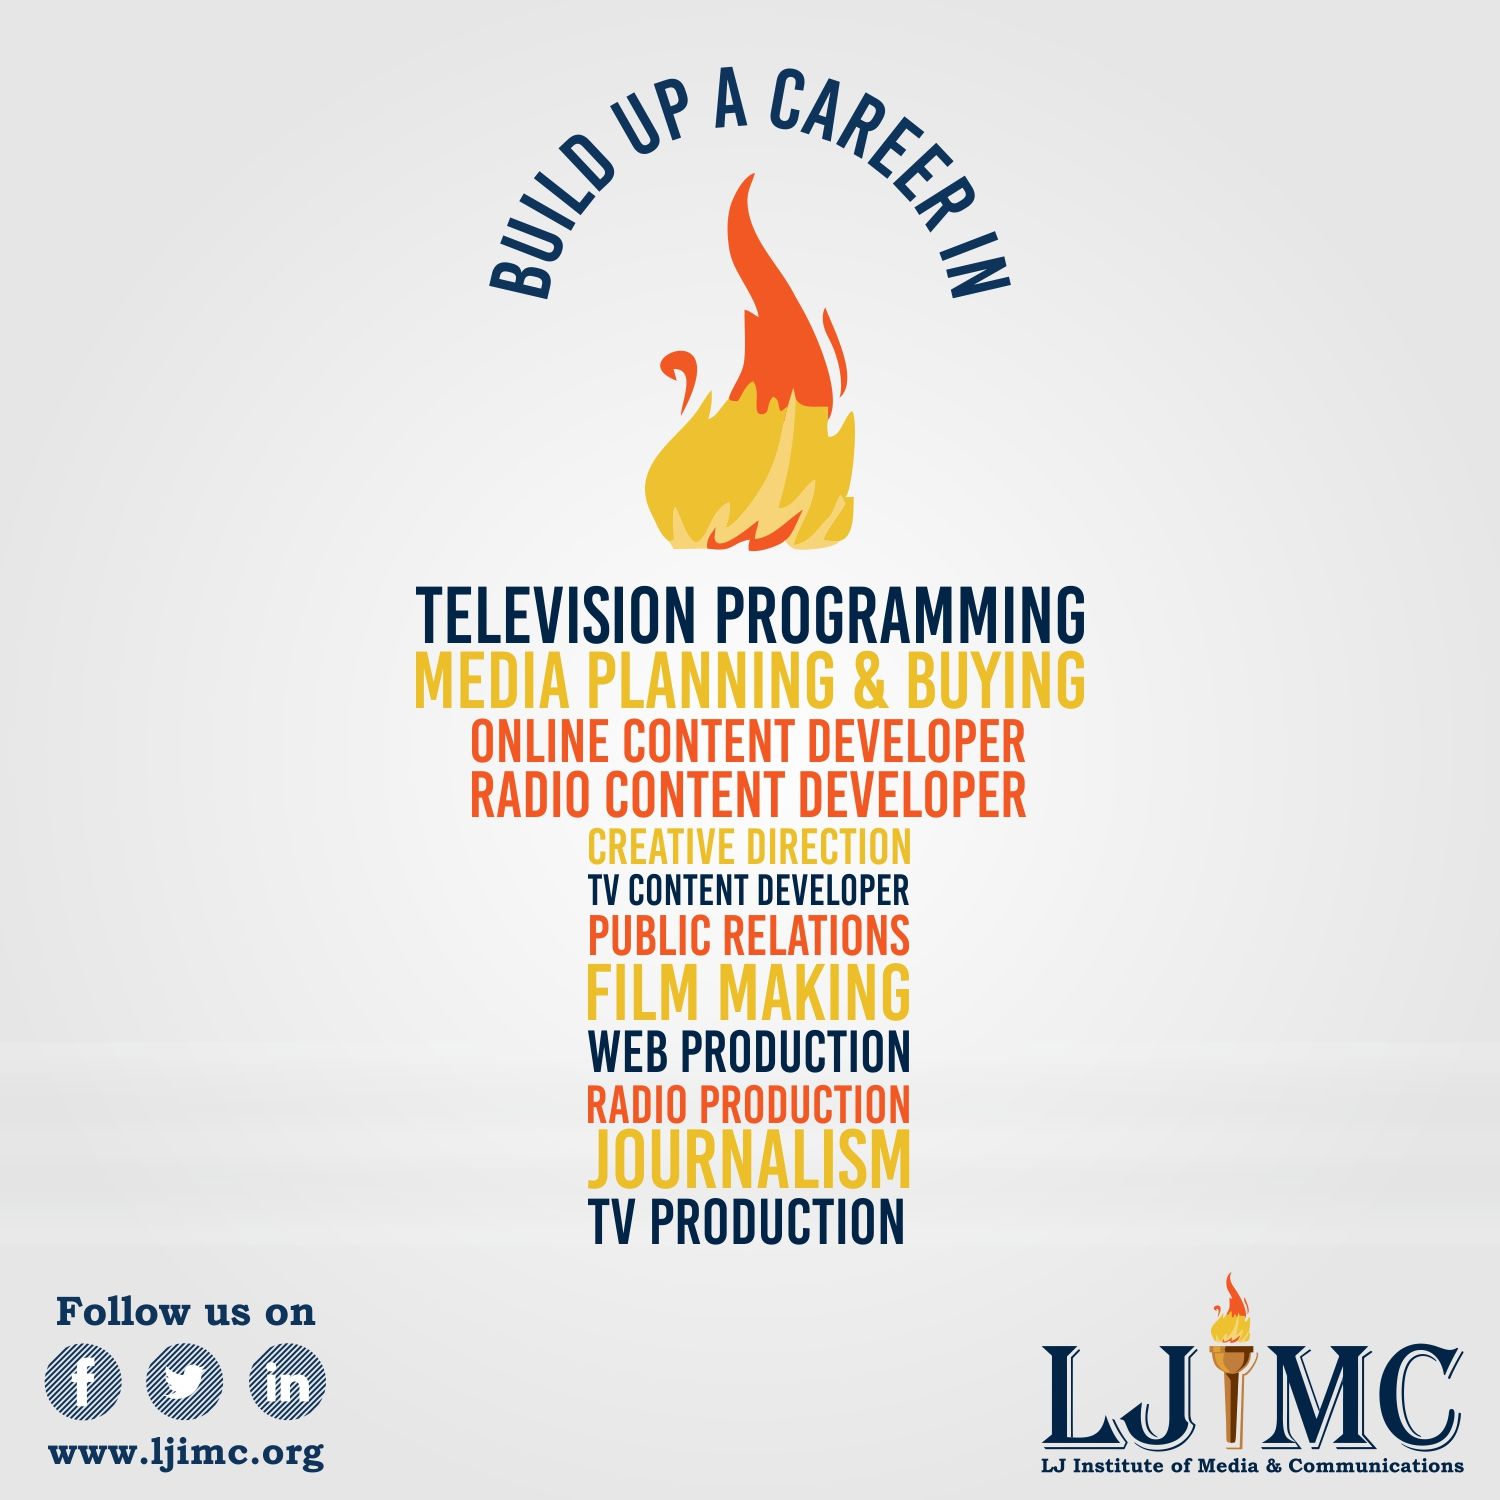 BUILD UP A CAREER IN
TELEVISION PROGRAMMING
MEDIA PLANNING & BUYING
ONLINE CONTENT DEVELOPER
RADIO CONTENT DEVELOPER
CREATIVE DIRECTION
TV CONTENT DEVELOPER
PUBLIC RELATIONS
FILM MAKING
WEB PRODUCTION
RADIO PRODUCTION
JOURNALISM
TV PRODUCTION
Follow us on
f in
www.ljimc.org
LJIMC
LJ Institute of Media & Communications